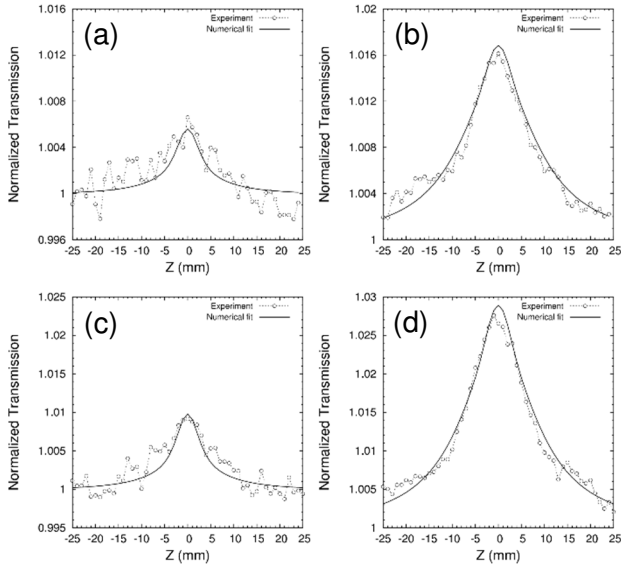 (a)
Experiment
Numerical fit
Normalized Transmission
1.016
1.012
1.008
1.004
1
0.996
-25 -20 -15 -10 -5 0 5 10 15 20 25
Z (mm)
(b)
Experiment
Numerical fit
Normalized Transmission
1.02
1.016
1.012
1.008
1.004
1
-25 -20 -15 -10 -5 0 5 10 15 20 25
Z (mm)
(c)
Experiment
Numerical fit
Normalized Transmission
1.025
1.02
1.015
1.01
1.005
1
0.995
-25 -20 -15 -10 -5 0 5 10 15 20 25
Z (mm)
(d)
Experiment
Numerical fit
Normalized Transmission
1.03
1.025
1.02
1.015
1.01
1.005
1
-25 -20 -15 -10 -5 0 5 10 15 20 25
Z (mm)